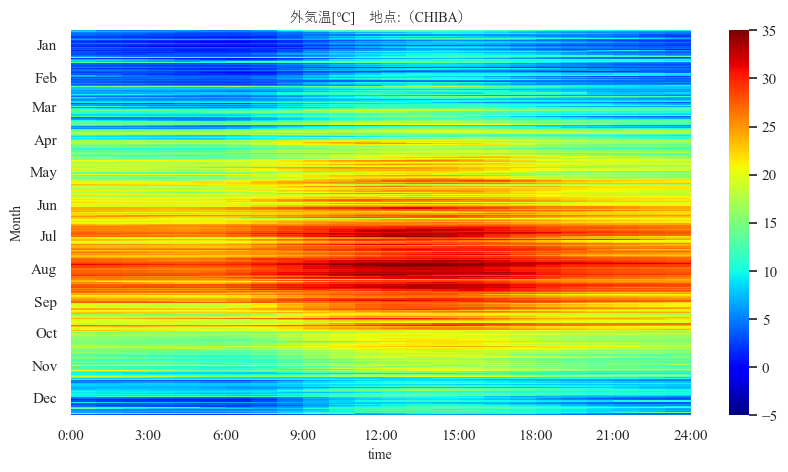 外気温[℃] 地点:（CHIBA）
Month
Jan
Feb
Mar
Apr
May
Jun
Jul
Aug
Sep
Oct
Nov
Dec
0:00 3:00 6:00 9:00 12:00 15:00 18:00 21:00 24:00
time
35
30
25
20
15
10
5
0
−5